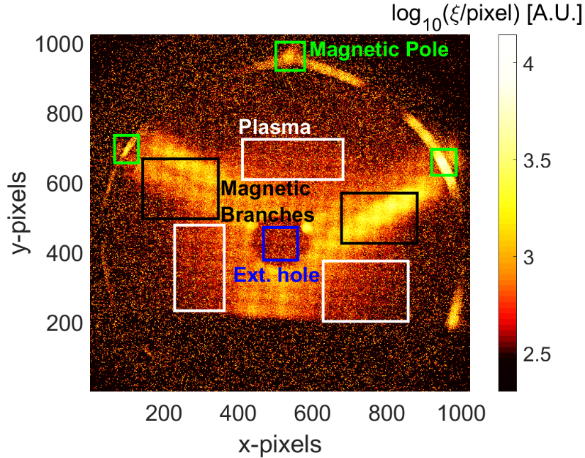 log10(ξ/pixel) [A.U.]
1000
800
600
400
200
y-pixels
Magnetic Pole
Plasma
Magnetic
Branches
Ext. hole
4
3.5
3
2.5
200 400 600 800 1000
x-pixels